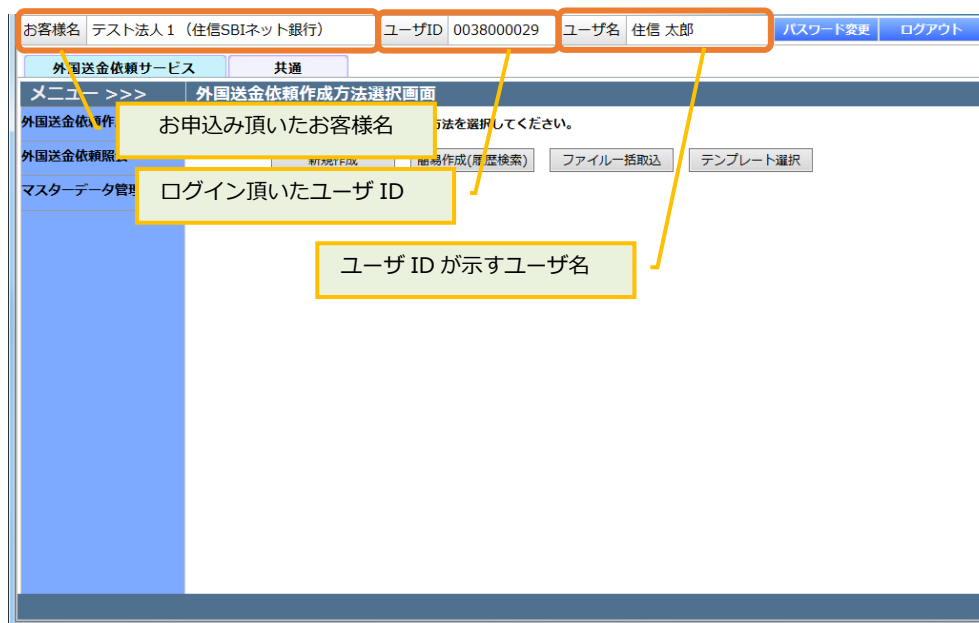 お客様名 テスト法人1（住信SBIネット銀行） ユーザID 0038000029 ユーザ名 住信 太郎 パスワード変更 ログアウト
外国送金依頼サービス 共通
メニュー >>> 外国送金依頼作成方法選択画面
外国送金依頼作 方法を選択してください。
お申込み頂いたお客様名
外国送金依頼照会 新規作成 簡易作成(履歴検索) ファイル一括取込 テンプレート選択
マスターデータ管理
ログイン頂いたユーザ ID
ユーザ ID が示すユーザ名